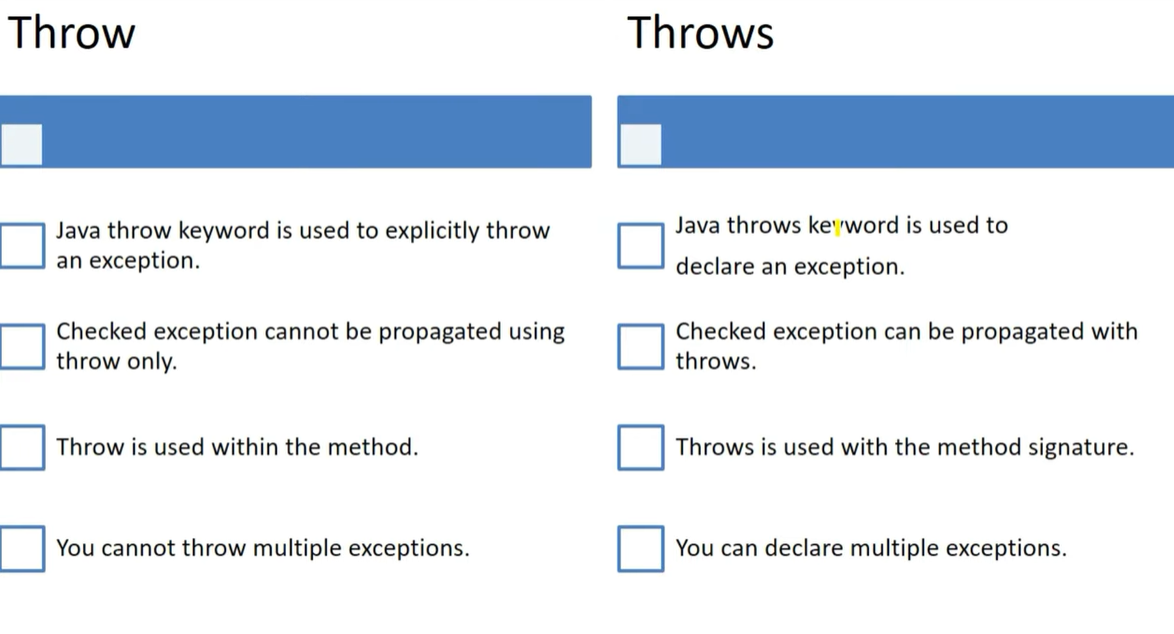 Throw
Java throw keyword is used to explicitly throw
an exception.
Checked exception cannot be propagated using
throw only.
Throw is used within the method.
You cannot throw multiple exceptions.
Throws
Java throws keyword is used to
declare an exception.
Checked exception can be propagated with
throws.
Throws is used with the method signature.
You can declare multiple exceptions.